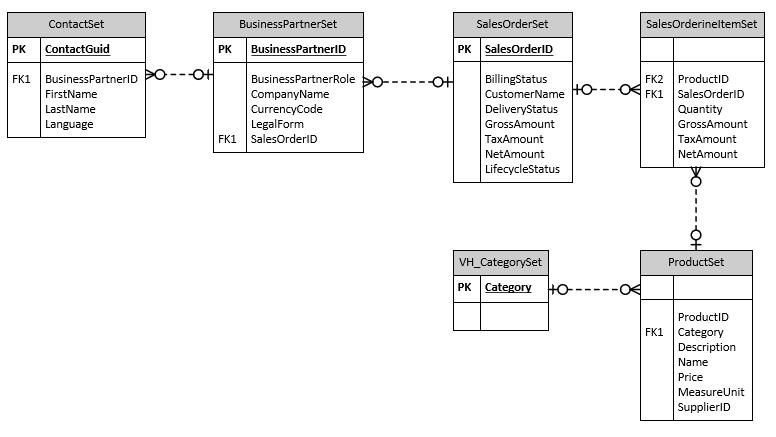 ContactSet
PK ContactGuid
FK1 BusinessPartnerID
FirstName
LastName
Language
BusinessPartnerSet
PK BusinessPartnerID
BusinessPartnerRole
CompanyName
CurrencyCode
LegalForm
FK1 SalesOrderID
SalesOrderSet
PK SalesOrderID
BillingStatus
CustomerName
DeliveryStatus
GrossAmount
TaxAmount
NetAmount
LifecycleStatus
SalesOrderineItemSet
FK2 ProductID
FK1 SalesOrderID
Quantity
GrossAmount
TaxAmount
NetAmount
VH_CategorySet
PK Category
ProductSet
ProductID
FK1 Category
Description
Name
Price
MeasureUnit
SupplierID